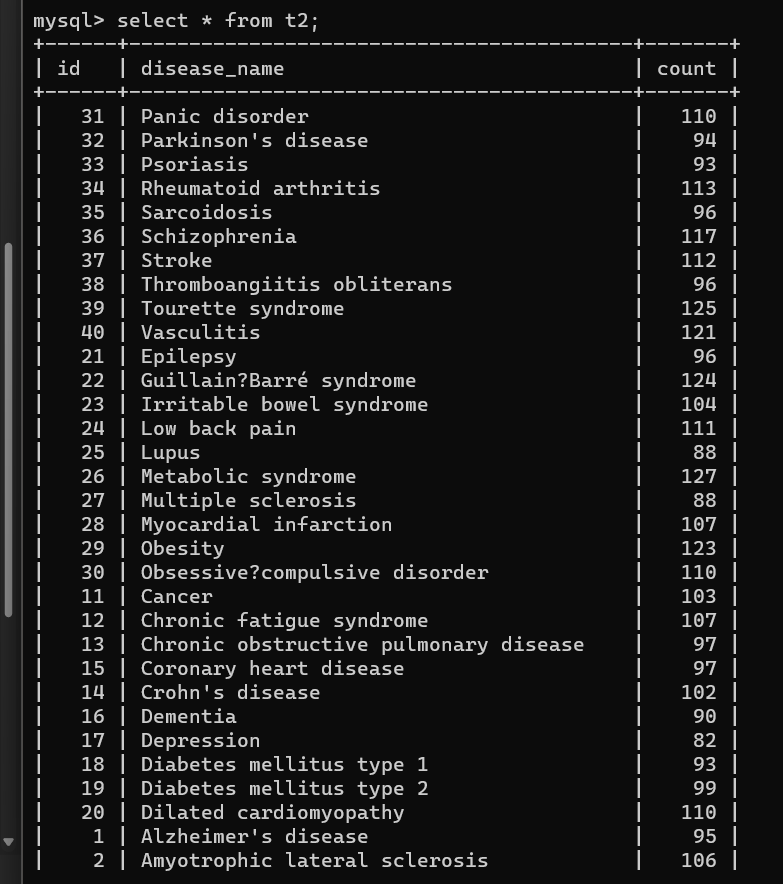 mysql> select * from t2;
+------+------------------------------------------+-------+
| id   | disease_name                              | count |
+------+------------------------------------------+-------+
|   31 | Panic disorder                            |   110 |
|   32 | Parkinson's disease                       |    94 |
|   33 | Psoriasis                                 |    93 |
|   34 | Rheumatoid arthritis                      |   113 |
|   35 | Sarcoidosis                               |    96 |
|   36 | Schizophrenia                             |   117 |
|   37 | Stroke                                    |   112 |
|   38 | Thromboangiitis obliterans                |    96 |
|   39 | Tourette syndrome                         |   125 |
|   40 | Vasculitis                                |   121 |
|   21 | Epilepsy                                  |    96 |
|   22 | Guillain?Barré syndrome                   |   124 |
|   23 | Irritable bowel syndrome                  |   104 |
|   24 | Low back pain                             |   111 |
|   25 | Lupus                                     |    88 |
|   26 | Metabolic syndrome                        |   127 |
|   27 | Multiple sclerosis                        |    88 |
|   28 | Myocardial infarction                     |   107 |
|   29 | Obesity                                   |   123 |
|   30 | Obsessive?compulsive disorder             |   110 |
|   11 | Cancer                                    |   103 |
|   12 | Chronic fatigue syndrome                  |   107 |
|   13 | Chronic obstructive pulmonary disease     |    97 |
|   15 | Coronary heart disease                    |    97 |
|   14 | Crohn's disease                           |   102 |
|   16 | Dementia                                  |    90 |
|   17 | Depression                                |    82 |
|   18 | Diabetes mellitus type 1                  |    93 |
|   19 | Diabetes mellitus type 2                  |    99 |
|   20 | Dilated cardiomyopathy                    |   110 |
|    1 | Alzheimer's disease                       |    95 |
|    2 | Amyotrophic lateral sclerosis             |   106 |